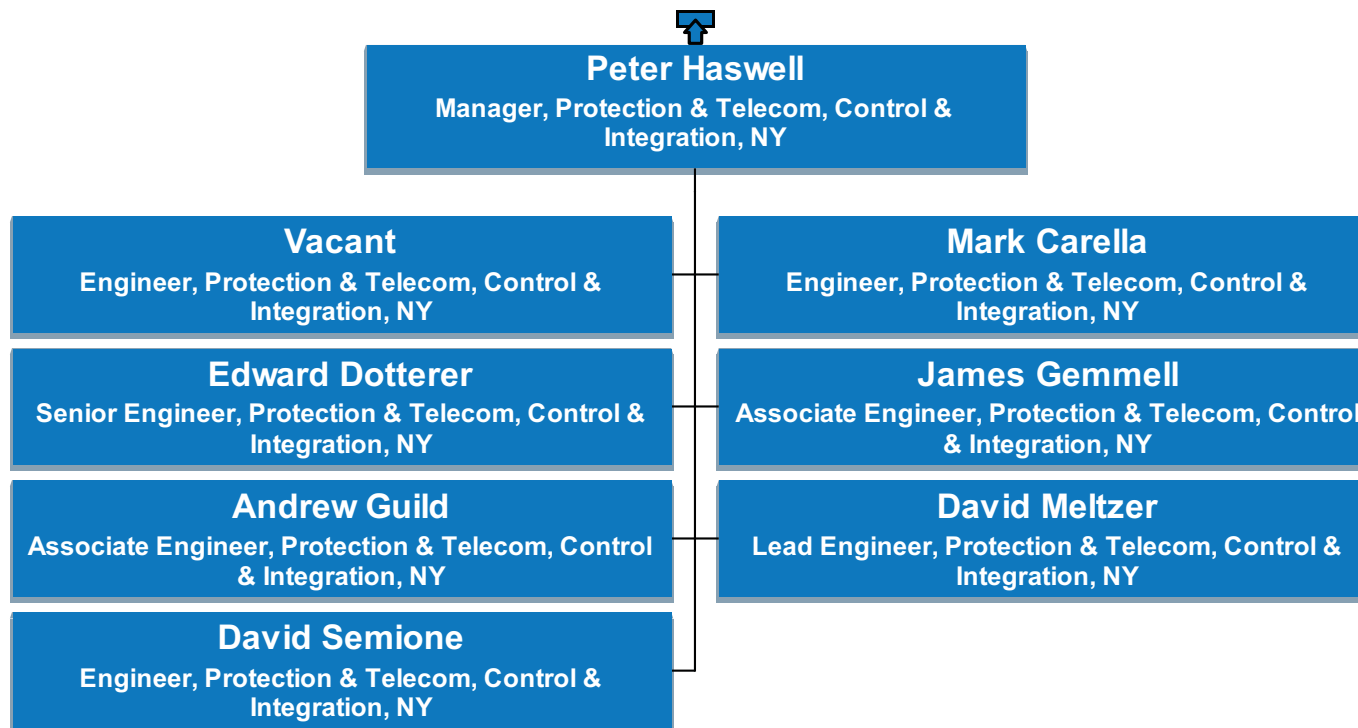 Peter Haswell
Manager, Protection & Telecom, Control &
Integration, NY
Vacant
Engineer, Protection & Telecom, Control &
Integration, NY
Mark Carella
Engineer, Protection & Telecom, Control &
Integration, NY
Edward Dotterer
Senior Engineer, Protection & Telecom, Control &
Integration, NY
James Gemmell
Associate Engineer, Protection & Telecom, Control
& Integration, NY
Andrew Guild
Associate Engineer, Protection & Telecom, Control
& Integration, NY
David Meltzer
Lead Engineer, Protection & Telecom, Control &
Integration, NY
David Semione
Engineer, Protection & Telecom, Control &
Integration, NY